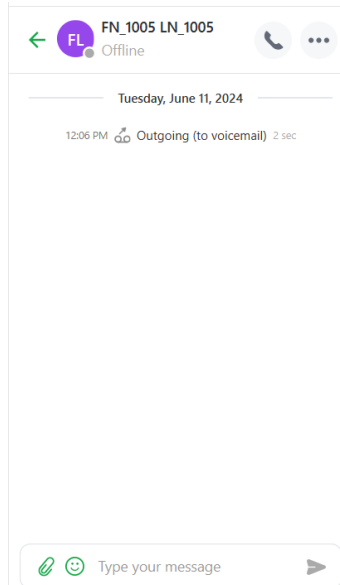 FL
FN_1005 LN_1005
Offline
Tuesday, June 11, 2024
12:06 PM Outgoing (to voicemail) 2 sec
Type your message